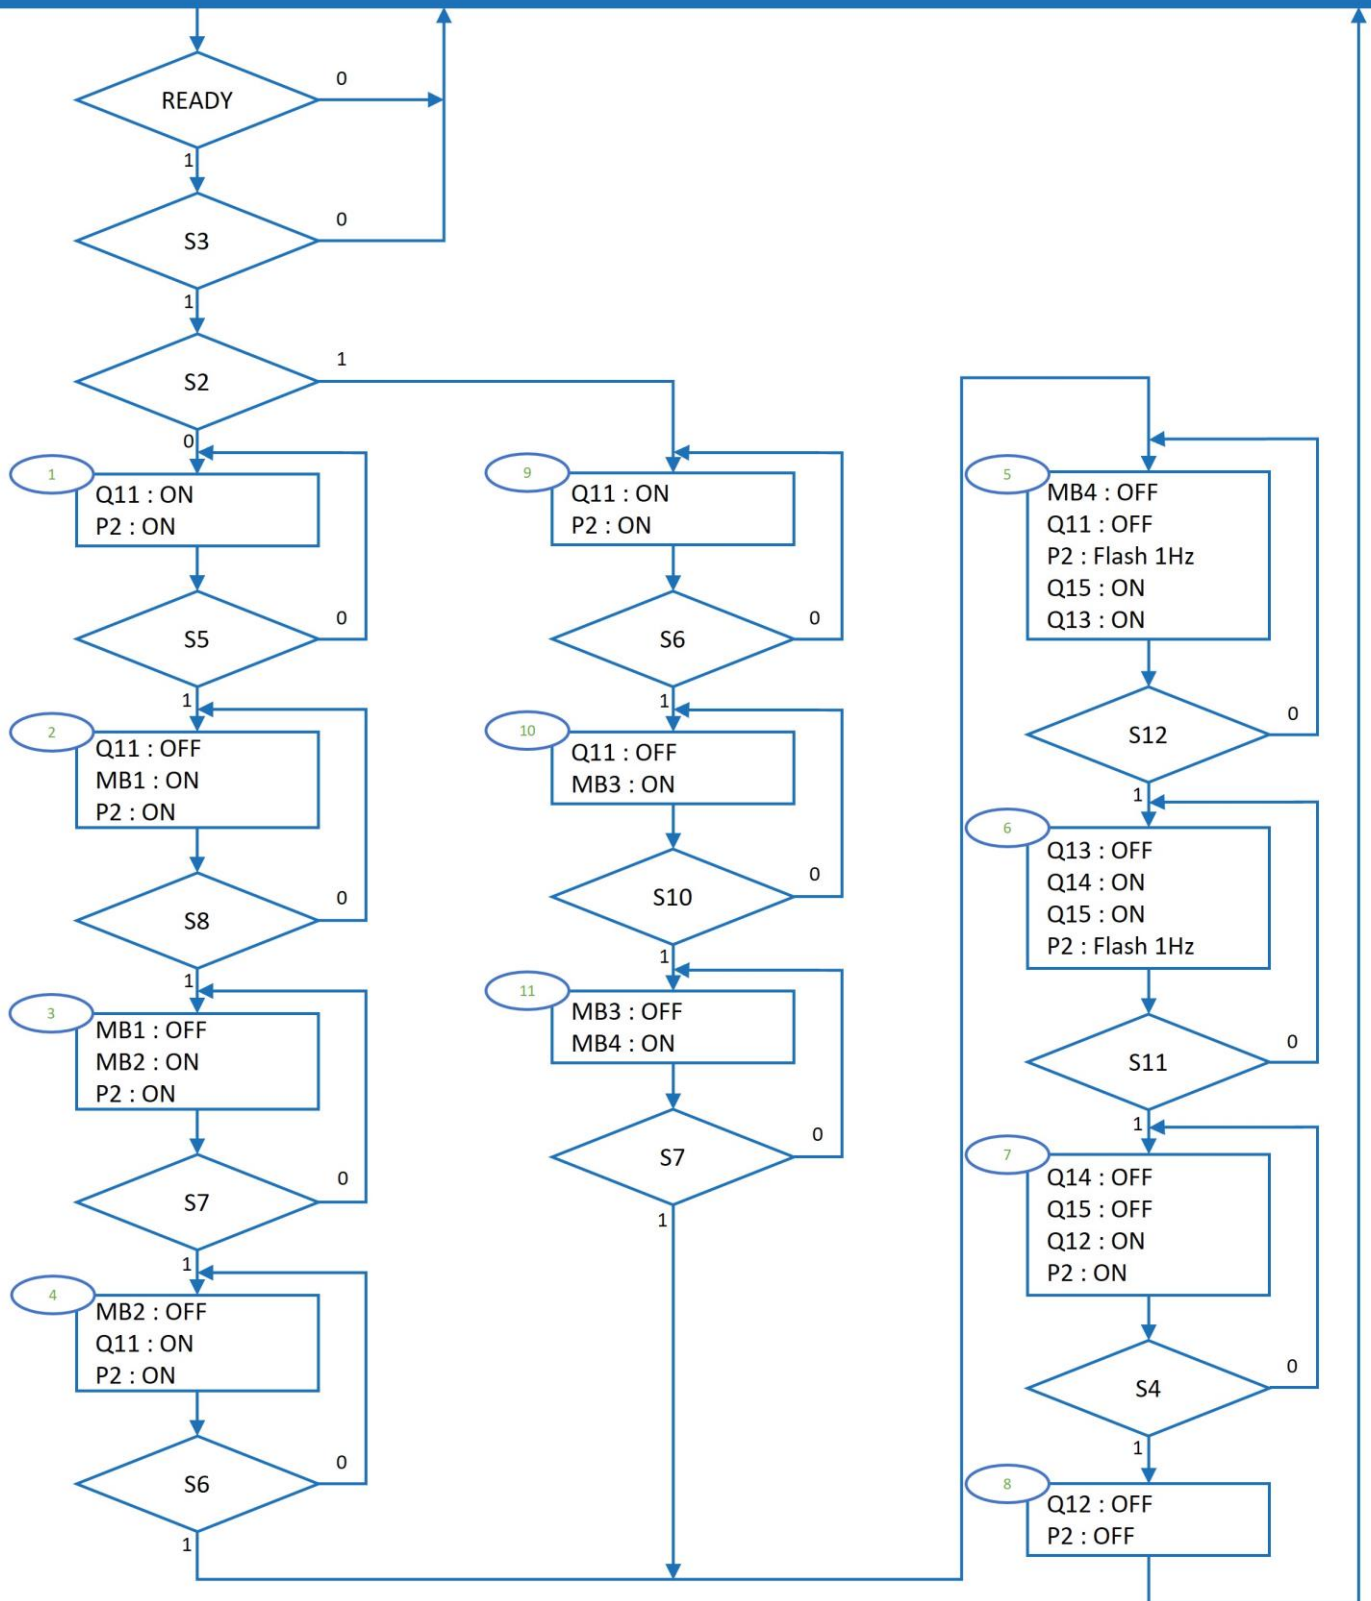 READY
0
1
S3
0
1
S2
1
0
1
Q11 : ON
P2 : ON
S5
0
1
2
Q11 : OFF
MB1 : ON
P2 : ON
S8
0
1
3
MB1 : OFF
MB2 : ON
P2 : ON
S7
0
1
4
MB2 : OFF
Q11 : ON
P2 : ON
S6
0
1
9
Q11 : ON
P2 : ON
S6
0
1
10
Q11 : OFF
MB3 : ON
S10
0
1
11
MB3 : OFF
MB4 : ON
S7
0
1
5
MB4 : OFF
Q11 : OFF
P2 : Flash 1Hz
Q15 : ON
Q13 : ON
S12
0
1
6
Q13 : OFF
Q14 : ON
Q15 : ON
P2 : Flash 1Hz
S11
0
1
7
Q14 : OFF
Q15 : OFF
Q12 : ON
P2 : ON
S4
0
1
8
Q12 : OFF
P2 : OFF